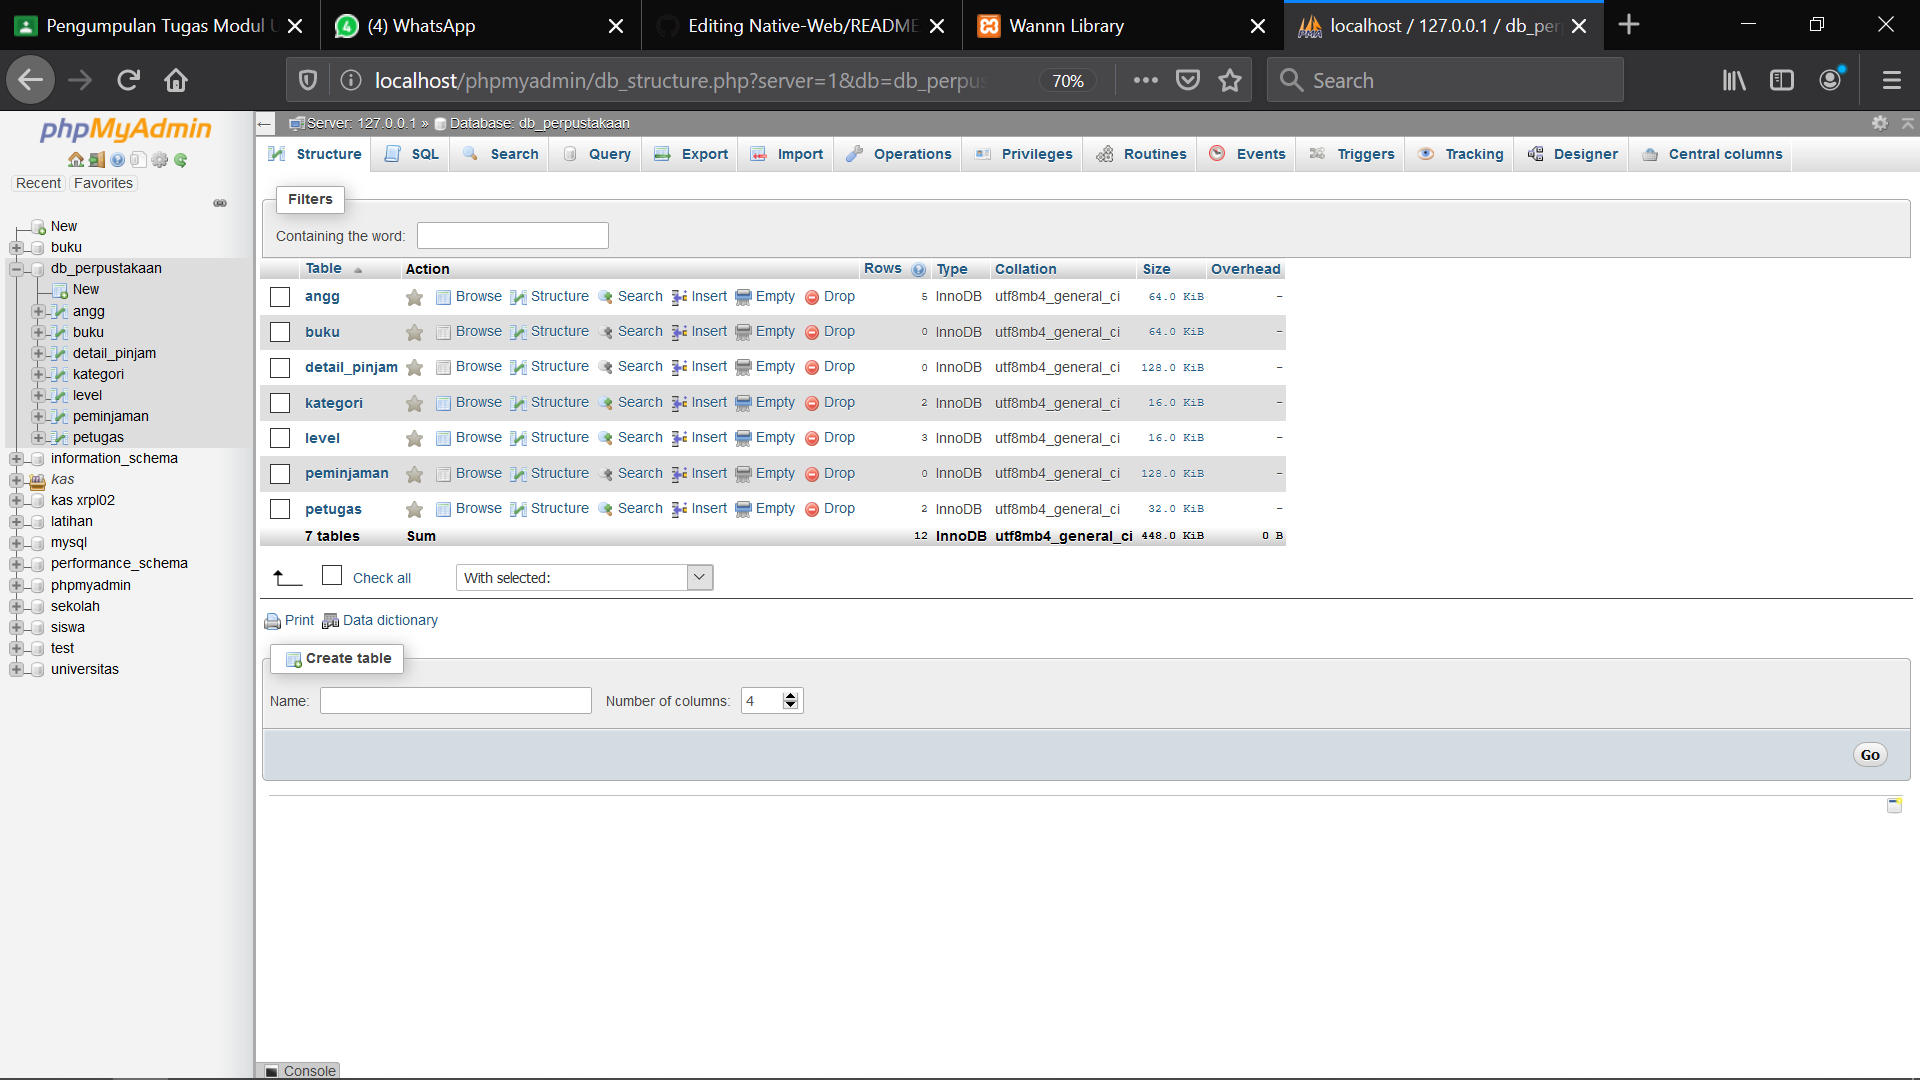 Pengumpulan Tugas Modul U
(4) WhatsApp
Editing Native-Web/README
Wannn Library
localhost / 127.0.0.1 / db_per
localhost/phpmyadmin/db_structure.php?server=1&db=db_perpus
70%
Search
phpMyAdmin
Recent Favorites
New
buku
db_perpustakaan
New
angg
buku
detail_pinjam
kategori
level
peminjaman
petugas
information_schema
kas
kas xrpl02
latihan
mysql
performance_schema
phpmyadmin
sekolah
siswa
test
universitas
Server: 127.0.0.1 » Database: db_perpustakaan
Structure SQL Search Query Export Import Operations Privileges Routines Events Triggers Tracking Designer Central columns
Filters
Containing the word:
Table Action Rows Type Collation Size Overhead
angg Browse Structure Search Insert Empty Drop 5 InnoDB utf8mb4_general_ci 64.0 KiB -
buku Browse Structure Search Insert Empty Drop 0 InnoDB utf8mb4_general_ci 64.0 KiB -
detail_pinjam Browse Structure Search Insert Empty Drop 0 InnoDB utf8mb4_general_ci 128.0 KiB -
kategori Browse Structure Search Insert Empty Drop 2 InnoDB utf8mb4_general_ci 16.0 KiB -
level Browse Structure Search Insert Empty Drop 3 InnoDB utf8mb4_general_ci 16.0 KiB -
peminjaman Browse Structure Search Insert Empty Drop 0 InnoDB utf8mb4_general_ci 128.0 KiB -
petugas Browse Structure Search Insert Empty Drop 2 InnoDB utf8mb4_general_ci 32.0 KiB -
7 tables Sum 12 InnoDB utf8mb4_general_ci 448.0 KiB 0 B
Check all With selected:
Print Data dictionary
Create table
Name: Number of columns: 4
Go
Console